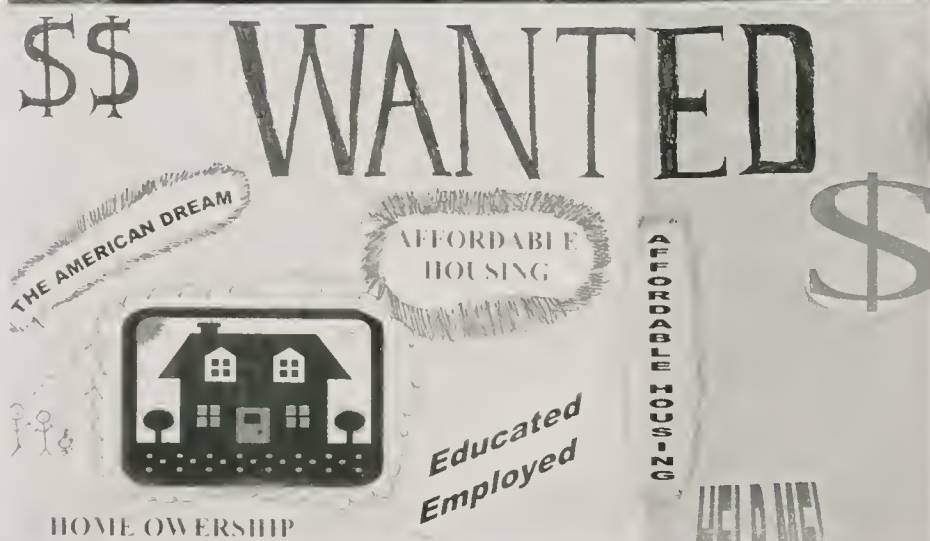 $$ WANTED
$
THE AMERICAN DREAM
AFFORDABLE
HOUSING
AFFORDABLE HOUSING
Educated
Employed
HOME OWERSHIP
HELP ME!